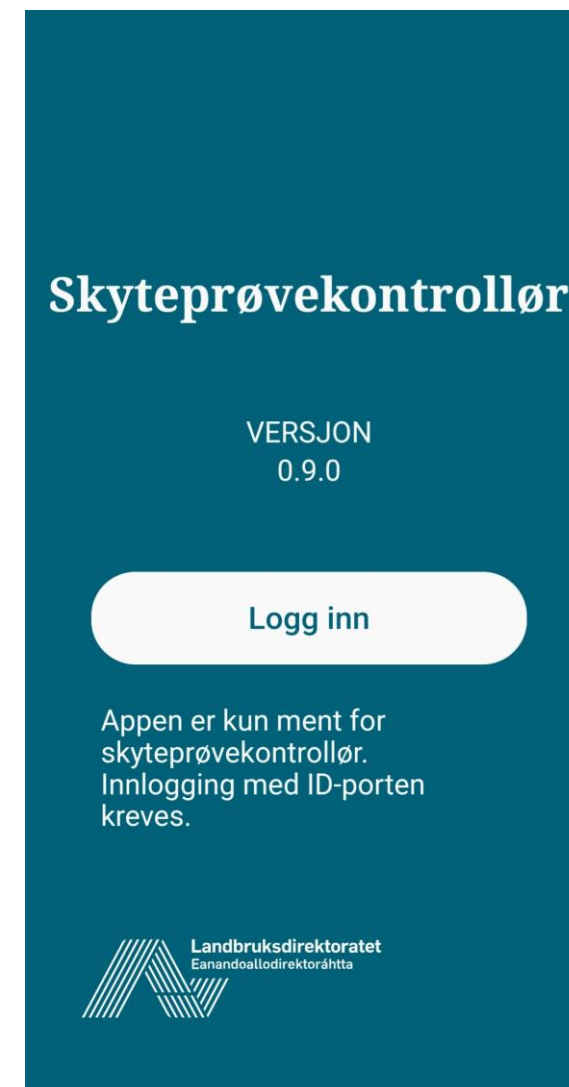 Skyteprøvekontrollør
VERSJON
0.9.0
Logg inn
Appen er kun ment for
skyteprøvekontrollør.
Innlogging med ID-porten
kreves.
Landbruksdirektoratet
Eanandoallodirektoráhtta